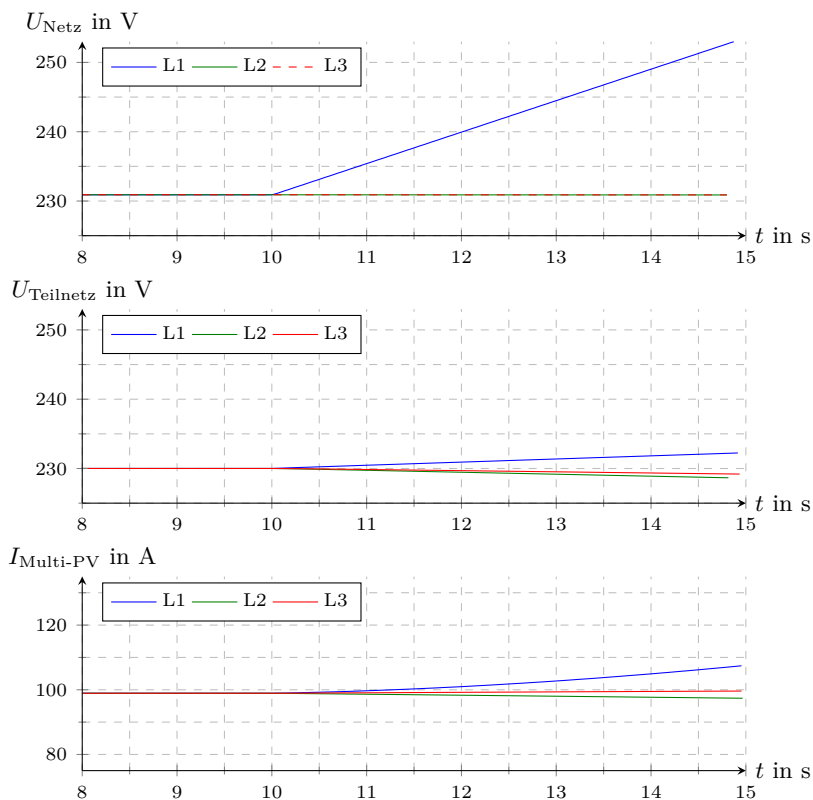 U_Netz in V
L1 L2 L3
250
240
230
8 9 10 11 12 13 14 15
t in s
U_Teilnetz in V
L1 L2 L3
250
240
230
8 9 10 11 12 13 14 15
t in s
I_Multi-PV in A
L1 L2 L3
120
100
80
8 9 10 11 12 13 14 15
t in s